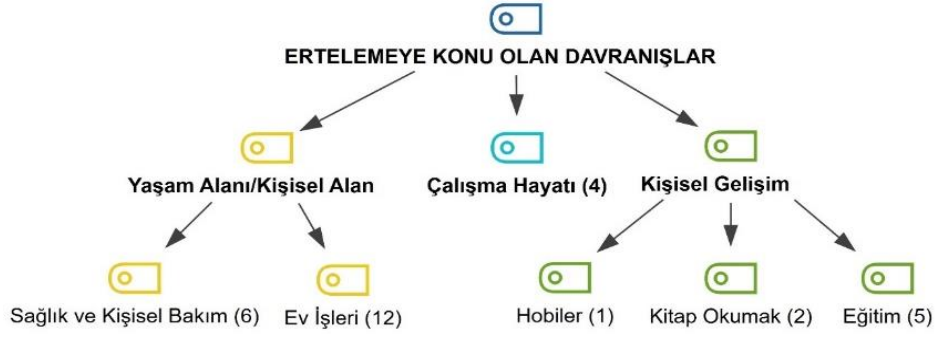 ERTELEMEYE KONU OLAN DAVRANIŞLAR
Yaşam Alanı/Kişisel Alan
Çalışma Hayatı (4)
Kişisel Gelişim
Sağlık ve Kişisel Bakım (6)
Ev İşleri (12)
Hobiler (1)
Kitap Okumak (2)
Eğitim (5)